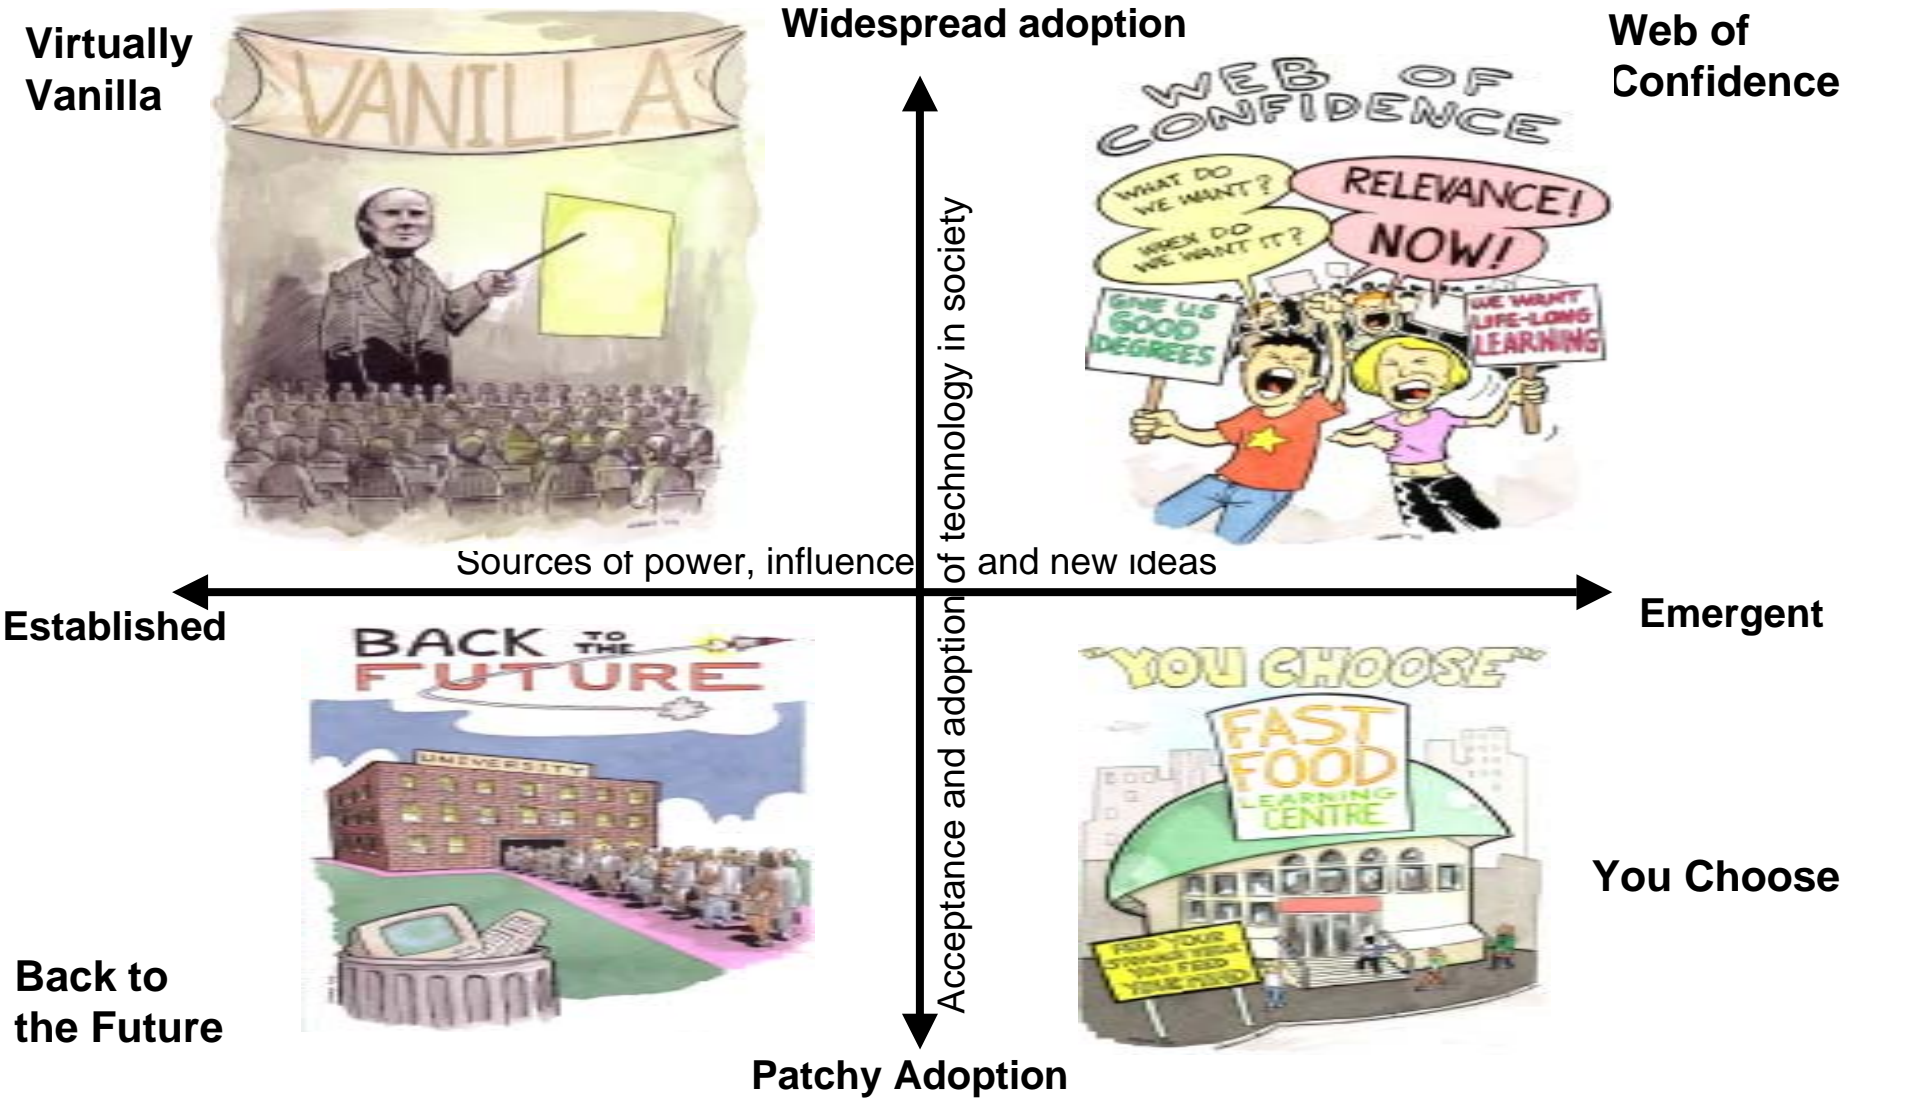 Virtually
Vanilla
VANILLA
Widespread adoption
Web of
Confidence
WEB OF
CONFIDENCE
WHAT DO
WE WANT?
RELEVANCE!
WHEN DO
WE WANT IT?
NOW!
GIVE US
GOOD
DEGREES
WE WANT
LIFE-LONG
LEARNING
Acceptance and adoption of technology in society
Sources of power, influence and new ideas
Established
Emergent
BACK TO THE
FUTURE
UNIVERSITY
Back to
the Future
"YOU CHOOSE"
FAST
FOOD
LEARNING
CENTRE
YOU FEED
You Choose
Patchy Adoption